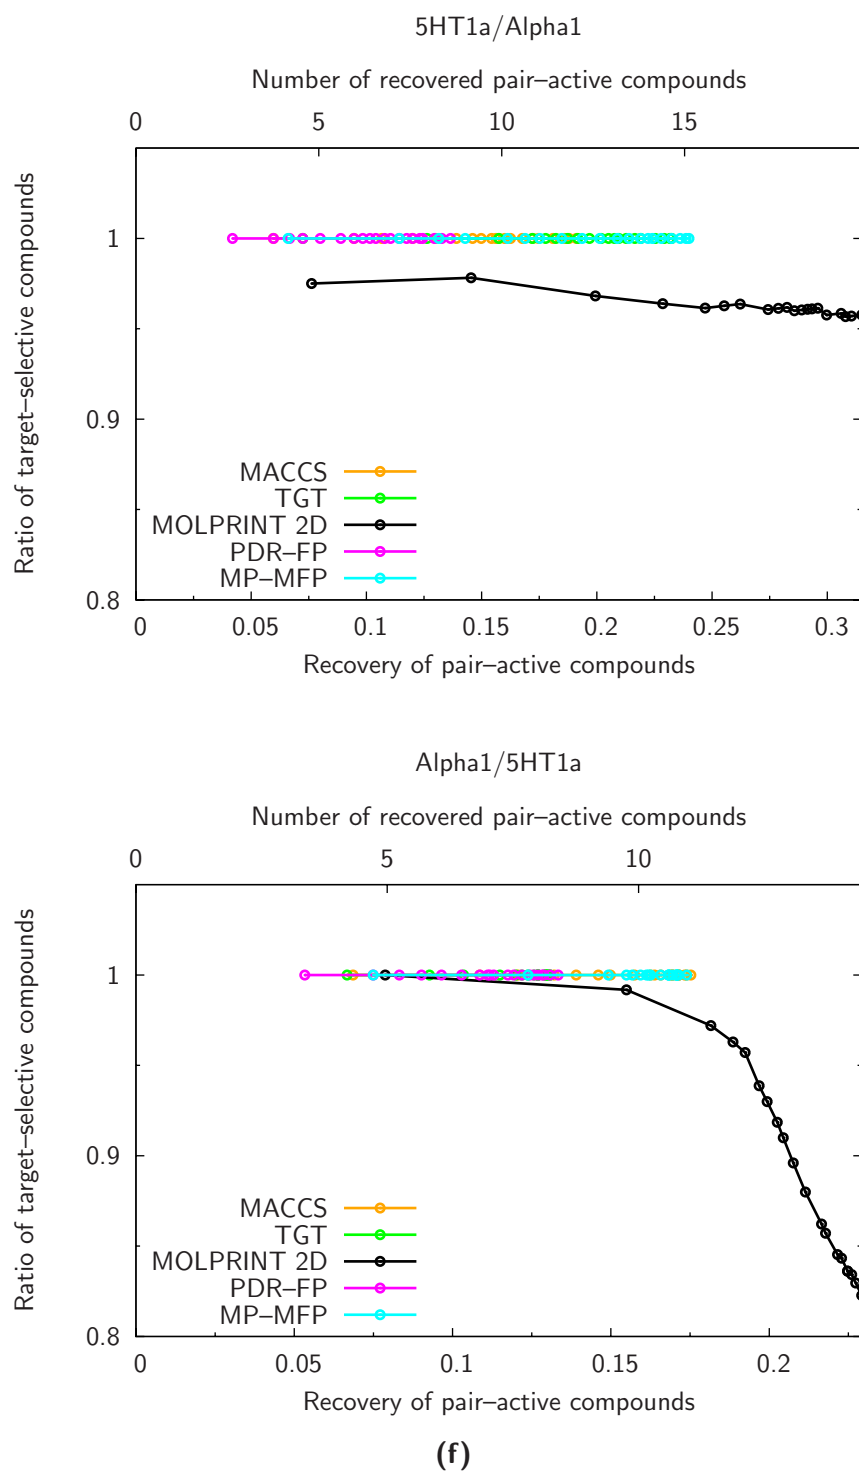 5HT1a/Alpha1
Number of recovered pair–active compounds
0 5 10 15
Ratio of target–selective compounds
1
0.9
0.8
MACCS
TGT
MOLPRINT 2D
PDR–FP
MP–MFP
0 0.05 0.1 0.15 0.2 0.25 0.3
Recovery of pair–active compounds
Alpha1/5HT1a
Number of recovered pair–active compounds
0 5 10
Ratio of target–selective compounds
1
0.9
0.8
MACCS
TGT
MOLPRINT 2D
PDR–FP
MP–MFP
0 0.05 0.1 0.15 0.2
Recovery of pair–active compounds
(f)